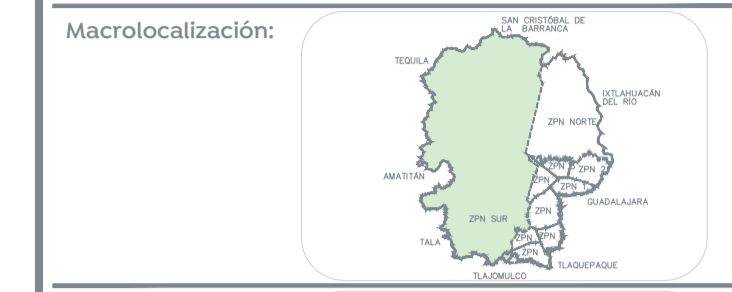 Macrolocalización:
SAN CRISTÓBAL DE
LA BARRANCA
TEQUILA
IXTLAHUACÁN
DEL RÍO
ZPN NORTE
ZPN
ZPN 2
AMATITÁN
ZPN
ZPN 1
GUADALAJARA
ZPN SUR
ZPN
TALA
ZPN
ZPN
ZPN
TLAQUEPAQUE
TLAJOMULCO